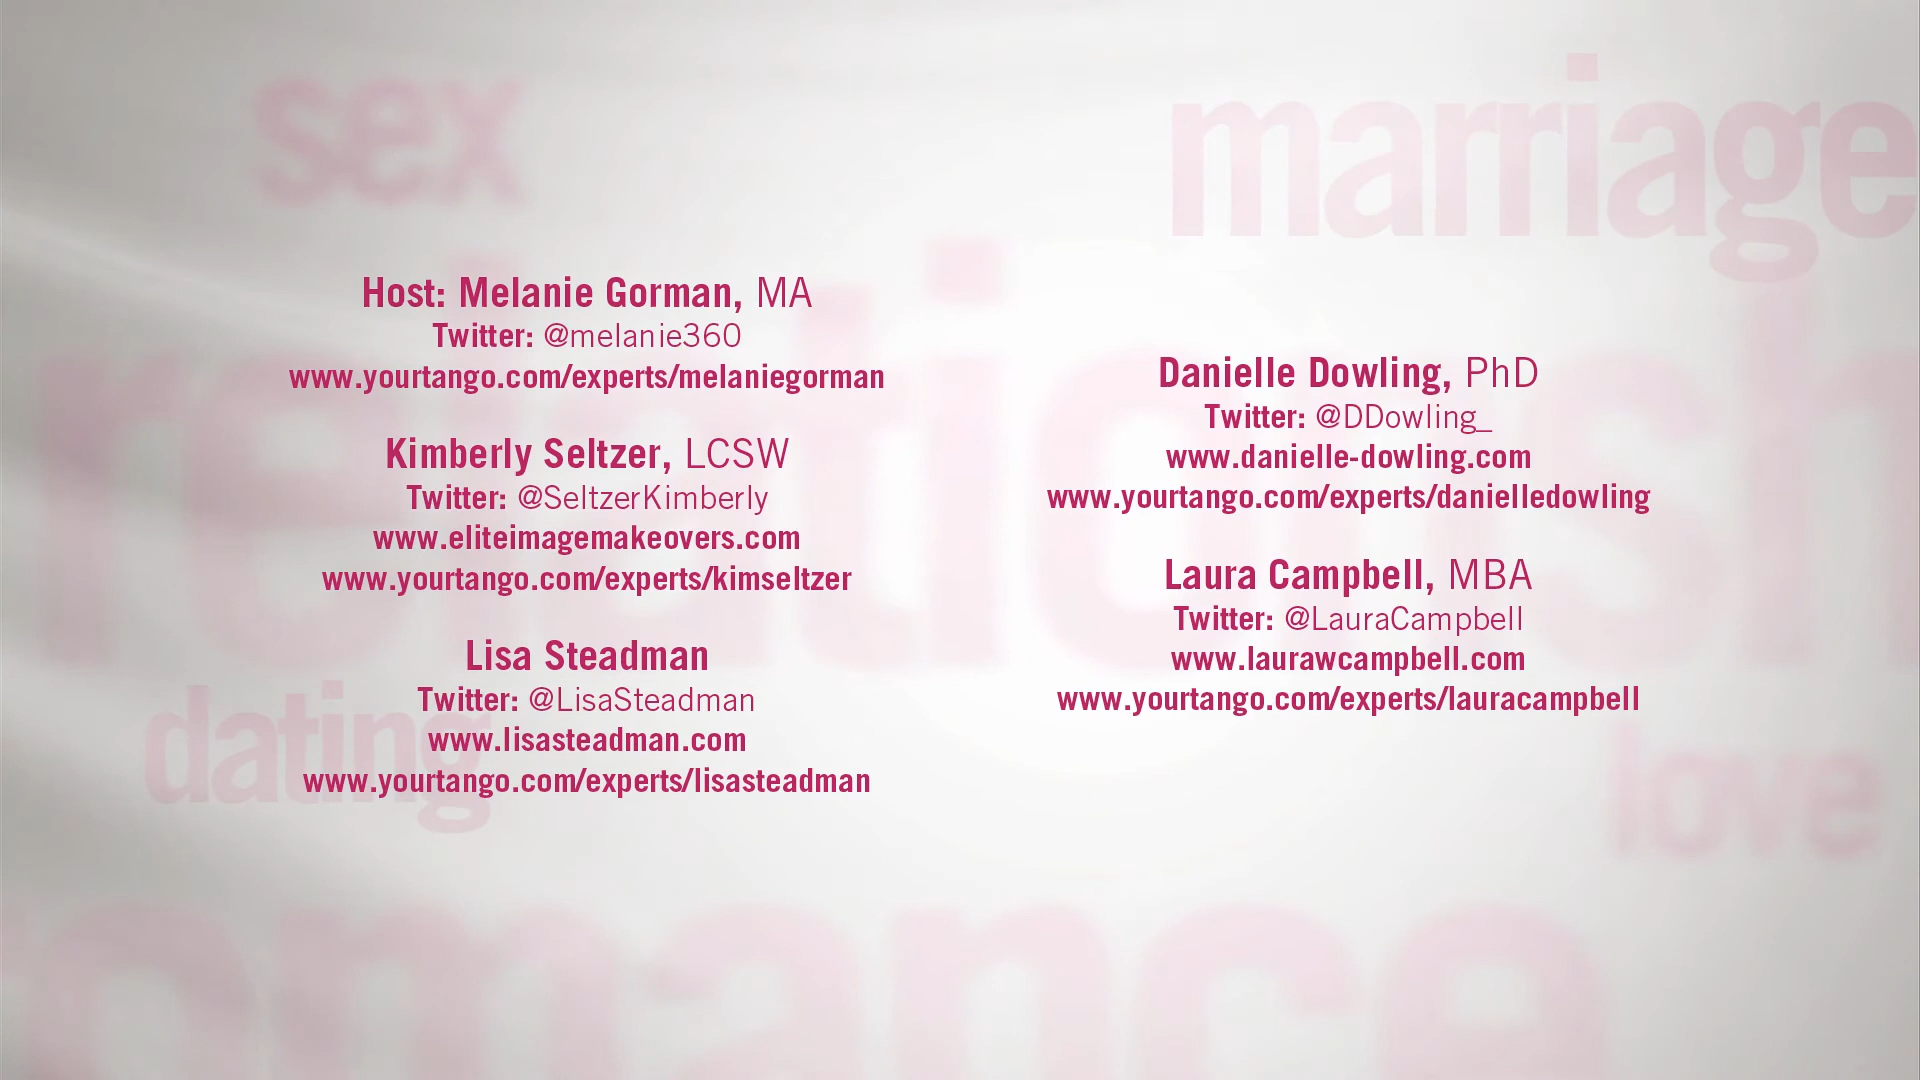 sex
marriage
relationsh
dating
love
omance
Host: Melanie Gorman, MA
Twitter: @melanie360
www.yourtango.com/experts/melaniegorman
Kimberly Seltzer, LCSW
Twitter: @SeltzerKimberly
www.eliteimagemakeovers.com
www.yourtango.com/experts/kimseltzer
Lisa Steadman
Twitter: @LisaSteadman
www.lisasteadman.com
www.yourtango.com/experts/lisasteadman
Danielle Dowling, PhD
Twitter: @DDowling_
www.danielle-dowling.com
www.yourtango.com/experts/danielledowling
Laura Campbell, MBA
Twitter: @LauraCampbell
www.laurawcampbell.com
www.yourtango.com/experts/lauracampbell